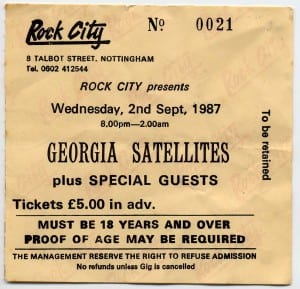 Rock City
Nº 0021
8 TALBOT STREET. NOTTINGHAM
Tel. 0602 412544
ROCK CITY presents
Wednesday, 2nd Sept, 1987
8.00pm—2.00am
GEORGIA SATELLITES
plus SPECIAL GUESTS
Tickets £5.00 in adv.
To be retained
MUST BE 18 YEARS AND OVER
PROOF OF AGE MAY BE REQUIRED
THE MANAGEMENT RESERVE THE RIGHT TO REFUSE ADMISSION
No refunds unless Gig is cancelled